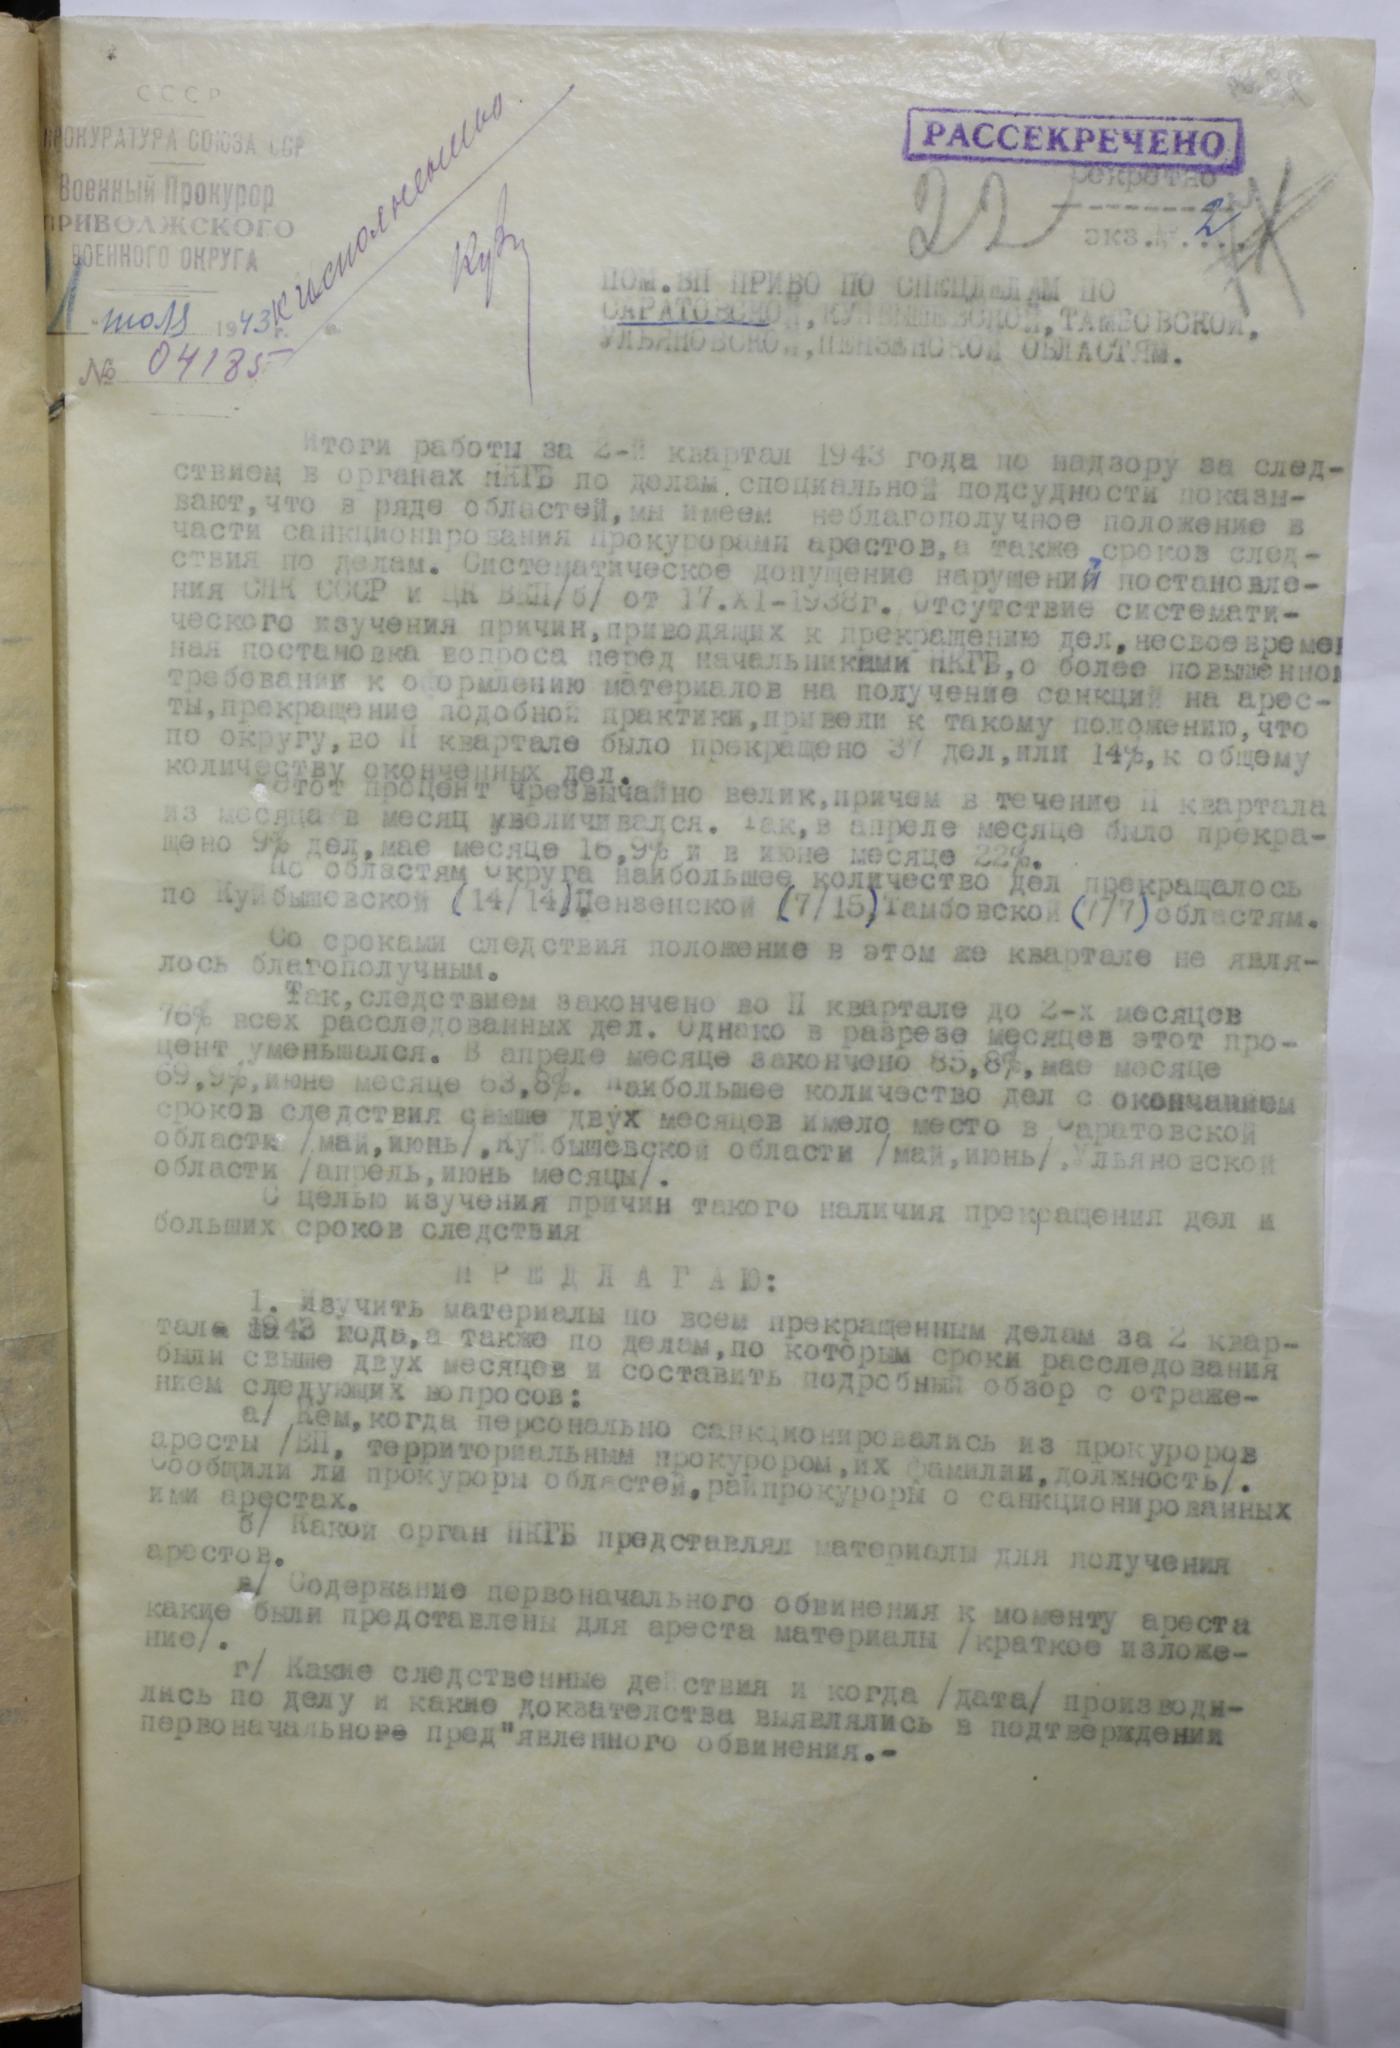 СССР
ПРОКУРАТУРА СОЮЗА ССР
Военный Прокурор
ПРИВОЛЖСКОГО
ВОЕННОГО ОКРУГА
июля 1943 г.
№ 04185
к исполнению
РАССЕКРЕЧЕНО
Секретно
22
экз.№ 2
ПОМ.ВП ПРИВО ПО СПЕЦДЕЛАМ ПО
САРАТОВСКОЙ,КУЙБЫШЕВСКОЙ,ТАМБОВСКОЙ,
УЛЬЯНОВСКОЙ,ПЕНЗЕНСКОЙ ОБЛАСТЯМ.
Итоги работы за 2-й квартал 1943 года по надзору за след-
ствием в органах НКГБ по делам специальной подсудности показы-
вают,что в ряде областей,мы имеем неблагополучное положение в
части санкционирования прокурорами арестов,а также сроков след-
ствия по делам. Систематическое допущение нарушений постановле-
ния СНК СССР и ЦК ВКП/б/ от 17.XI-1938г. Отсутствие системати-
ческого изучения причин,приводящих к прекращению дел,несвоевремен
ная постановка вопроса перед начальниками НКГБ,о более повышенном
требовании к оформлению материалов на получение санкций на арес-
ты,прекращение подобной практики,привели к такому положению,что
по округу,во II квартале было прекращено 37 дел,или 14%,к общему
количеству оконченных дел.
Этот процент чрезвычайно велик,причем в течение II квартала
из месяца в месяц увеличивался. Так,в апреле месяце было прекра-
щено 9% дел,мае месяце 16,9% и в июне месяце 22%.
По областям Округа наибольшее количество дел прекращалось
по Куйбышевской (14/14),Пензенской (7/15),Тамбовской (7/7) областям.
Со сроками следствия положение в этом же квартале не явля-
лось благополучным.
Так,следствием закончено во II квартале до 2-х месяцев
76% всех расследованных дел. Однако в разрезе месяцев этот про-
цент уменьшался. В апреле месяце закончено 85,8%,мае месяце
69,9%,июне месяце 63,8%. Наибольшее количество дел с окончанием
сроков следствия свыше двух месяцев имело место в Саратовской
области /май,июнь/,Куйбышевской области /май,июнь/,Ульяновской
области /апрель,июнь месяцы/.
С целью изучения причин такого наличия прекращения дел и
больших сроков следствия
П Р Е Д Л А Г А Ю:
1. Изучить материалы по всем прекращенным делам за 2 квар-
тале 1943 года,а также по делам,по которым сроки расследования
были свыше двух месяцев и составить подробный обзор с отраже-
нием следующих вопросов:
а/ Кем,когда персонально санкционировались из прокуроров
аресты /ВП, территориальным прокурором,их фамилии,должность/.
Сообщили ли прокуроры областей,райпрокуроры о санкционированных
ими арестах.
б/ Какой орган НКГБ представлял материалы для получения
арестов.
в/ Содержание первоначального обвинения к моменту ареста
какие были представлены для ареста материалы /краткое изложе-
ние/.
г/ Какие следственные действия и когда /дата/ производи-
лись по делу и какие доказателства выявлялись в подтверждении
первоначальноге пред"явленного обвинения.-